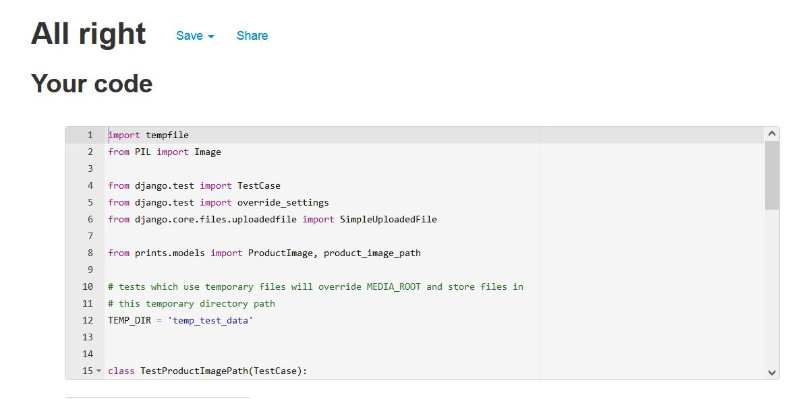 All right Save Share
Your code
1 import tempfile
2 from PIL import Image
3
4 from django.test import TestCase
5 from django.test import override_settings
6 from django.core.files.uploadedfile import SimpleUploadedFile
7
8 from prints.models import ProductImage, product_image_path
9
10 # tests which use temporary files will override MEDIA_ROOT and store files in
11 # this temporary directory path
12 TEMP_DIR = 'temp_test_data'
13
14
15 class TestProductImagePath(TestCase):